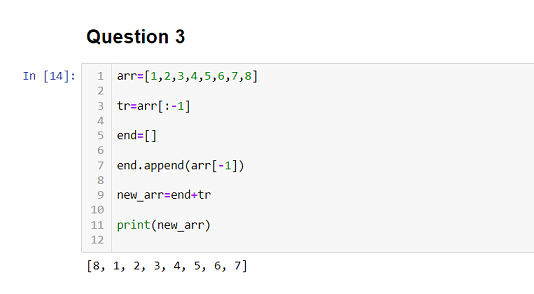 Question 3
In [14]:
1 arr=[1,2,3,4,5,6,7,8]
2
3 tr=arr[:-1]
4
5 end=[]
6
7 end.append(arr[-1])
8
9 new_arr=end+tr
10
11 print(new_arr)
12
[8, 1, 2, 3, 4, 5, 6, 7]